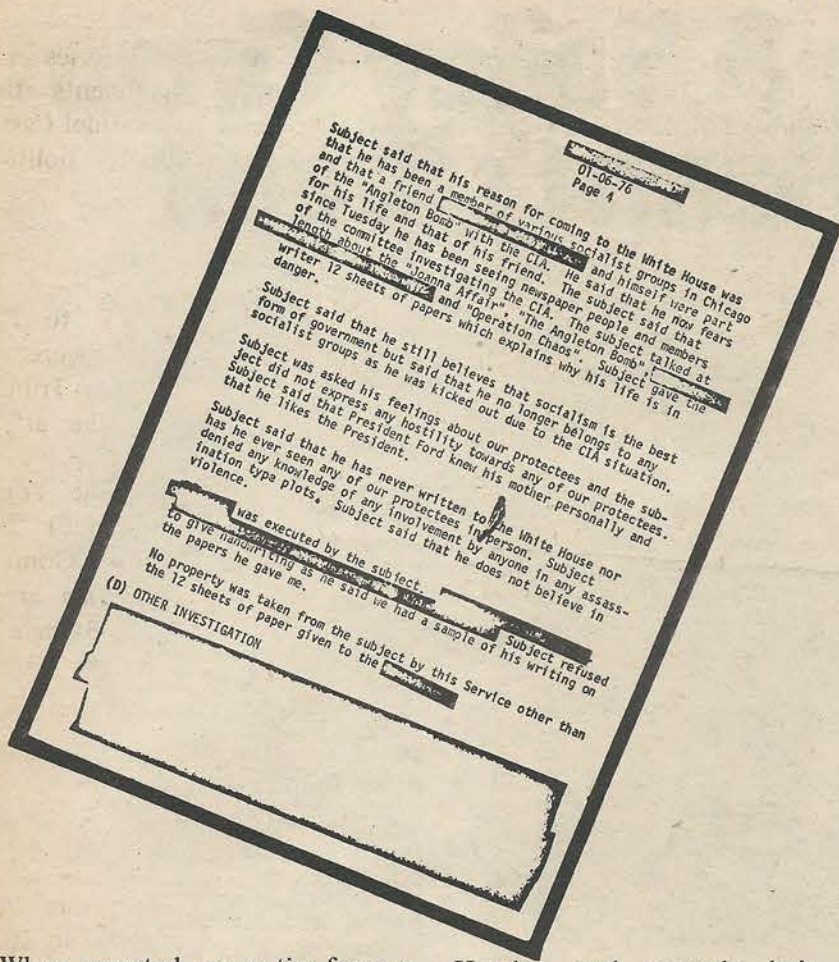 01-06-76
Page 4
Subject said that his reason for coming to the White House was
that he has been a member of various socialist groups in Chicago
and that a friend and himself were part
of the "Angleton Bomb" with the CIA. He said that he now fears
for his life and that of his friend. The subject said that
since Tuesday he has been seeing newspaper people and members
of the committee investigating the CIA. The subject talked at
length about the "Joanna Affair", "The Angleton Bomb",
and "Operation Chaos". Subject gave the
writer 12 sheets of papers which explains why his life is in
danger.
Subject said that he still believes that socialism is the best
form of government but said that he no longer belongs to any
socialist groups as he was kicked out due to the CIA situation.
Subject was asked his feelings about our protectees and the sub-
ject did not express any hostility towards any of our protectees.
Subject said that President Ford knew his mother personally and
that he likes the President.
Subject said that he has never written to the White House nor
has he ever seen any of our protectees in person. Subject
denied any knowledge of any involvement by anyone in any assass-
ination type plots. Subject said that he does not believe in
violence.
was executed by the subject.
Subject refused
to give handwriting as he said we had a sample of his writing on
the papers he gave me.
No property was taken from the subject by this Service other than
the 12 sheets of paper given to the
(D) OTHER INVESTIGATION